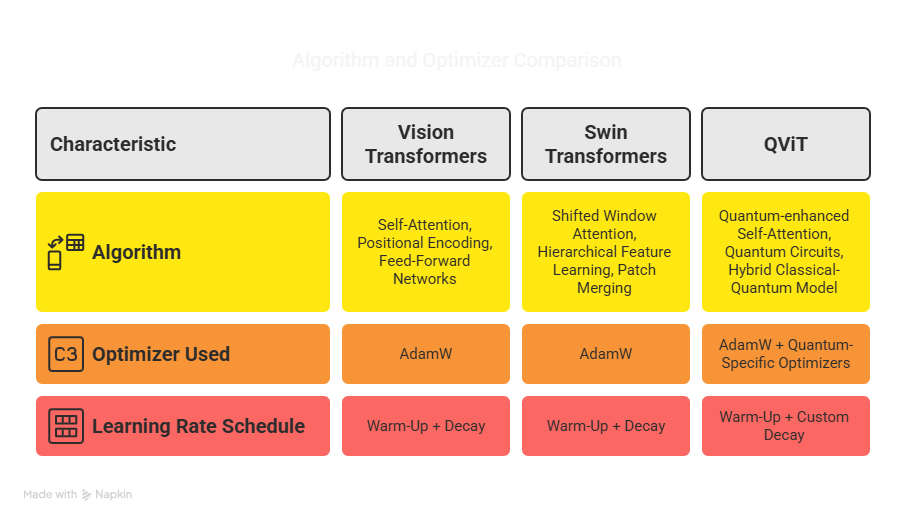 Algorithm and Optimizer Comparison
Characteristic
Vision
Transformers
Swin
Transformers
QViT
Algorithm
Self-Attention,
Positional Encoding,
Feed-Forward
Networks
Shifted Window
Attention,
Hierarchical Feature
Learning, Patch
Merging
Quantum-enhanced
Self-Attention,
Quantum Circuits,
Hybrid Classical-
Quantum Model
C3
Optimizer Used
AdamW
AdamW
AdamW + Quantum-
Specific Optimizers
Learning Rate Schedule
Warm-Up + Decay
Warm-Up + Decay
Warm-Up + Custom
Decay
Made with Napkin